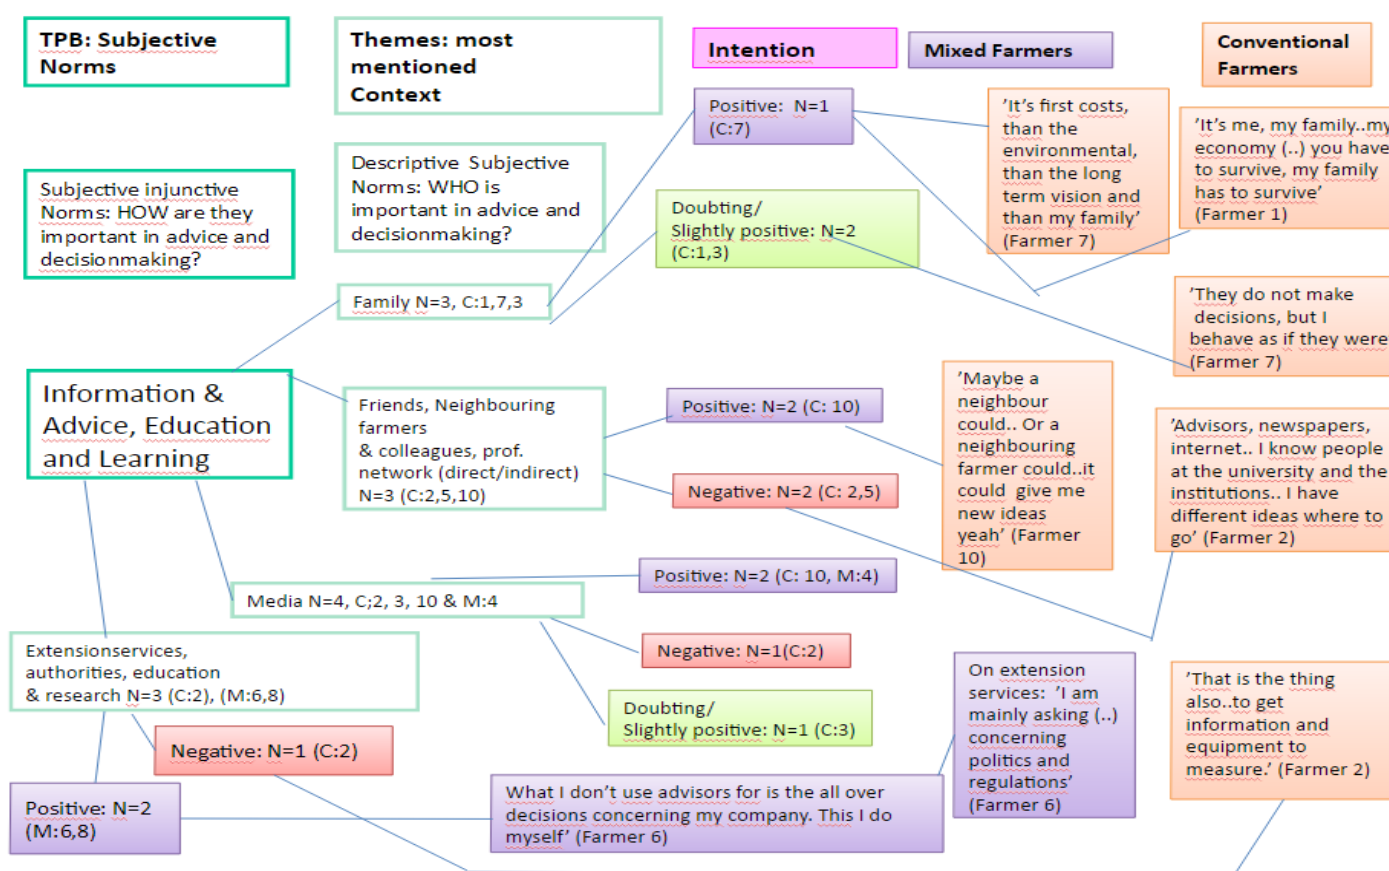 TPB: Subjective
Norms
Themes: most
mentioned
Context
Intention
Mixed Farmers
Conventional
Farmers
Subjective injunctive
Norms: HOW are they
important in advice and
decisionmaking?
Descriptive Subjective
Norms: WHO is
important in advice and
decisionmaking?
Positive: N=1
(C:7)
Doubting/
Slightly positive: N=2
(C:1,3)
'It's first costs,
than the
environmental,
than the long
term vision and
than my family'
(Farmer 7)
'It's me, my family..my
economy (..) you have
to survive, my family
has to survive'
(Farmer 1)
'They do not make
decisions, but I
behave as if they were'
(Farmer 7)
Family N=3, C:1,7,3
Information &
Advice, Education
and Learning
Friends, Neighbouring
farmers
& colleagues, prof.
network (direct/indirect)
N=3 (C:2,5,10)
Positive: N=2 (C: 10)
Negative: N=2 (C: 2,5)
'Maybe a
neighbour
could.. Or a
neighbouring
farmer could..it
could give me
new ideas
yeah' (Farmer
10)
'Advisors, newspapers,
internet.. I know people
at the university and the
institutions.. I have
different ideas where to
go' (Farmer 2)
Media N=4, C;2, 3, 10 & M:4
Positive: N=2 (C: 10, M:4)
Negative: N=1(C:2)
Doubting/
Slightly positive: N=1 (C:3)
Extensionservices,
authorities, education
& research N=3 (C:2), (M:6,8)
Negative: N=1 (C:2)
Positive: N=2
(M:6,8)
What I don't use advisors for is the all over
decisions concerning my company. This I do
myself' (Farmer 6)
On extension
services: 'I am
mainly asking (..)
concerning
politics and
regulations'
(Farmer 6)
'That is the thing
also..to get
information and
equipment to
measure.' (Farmer 2)